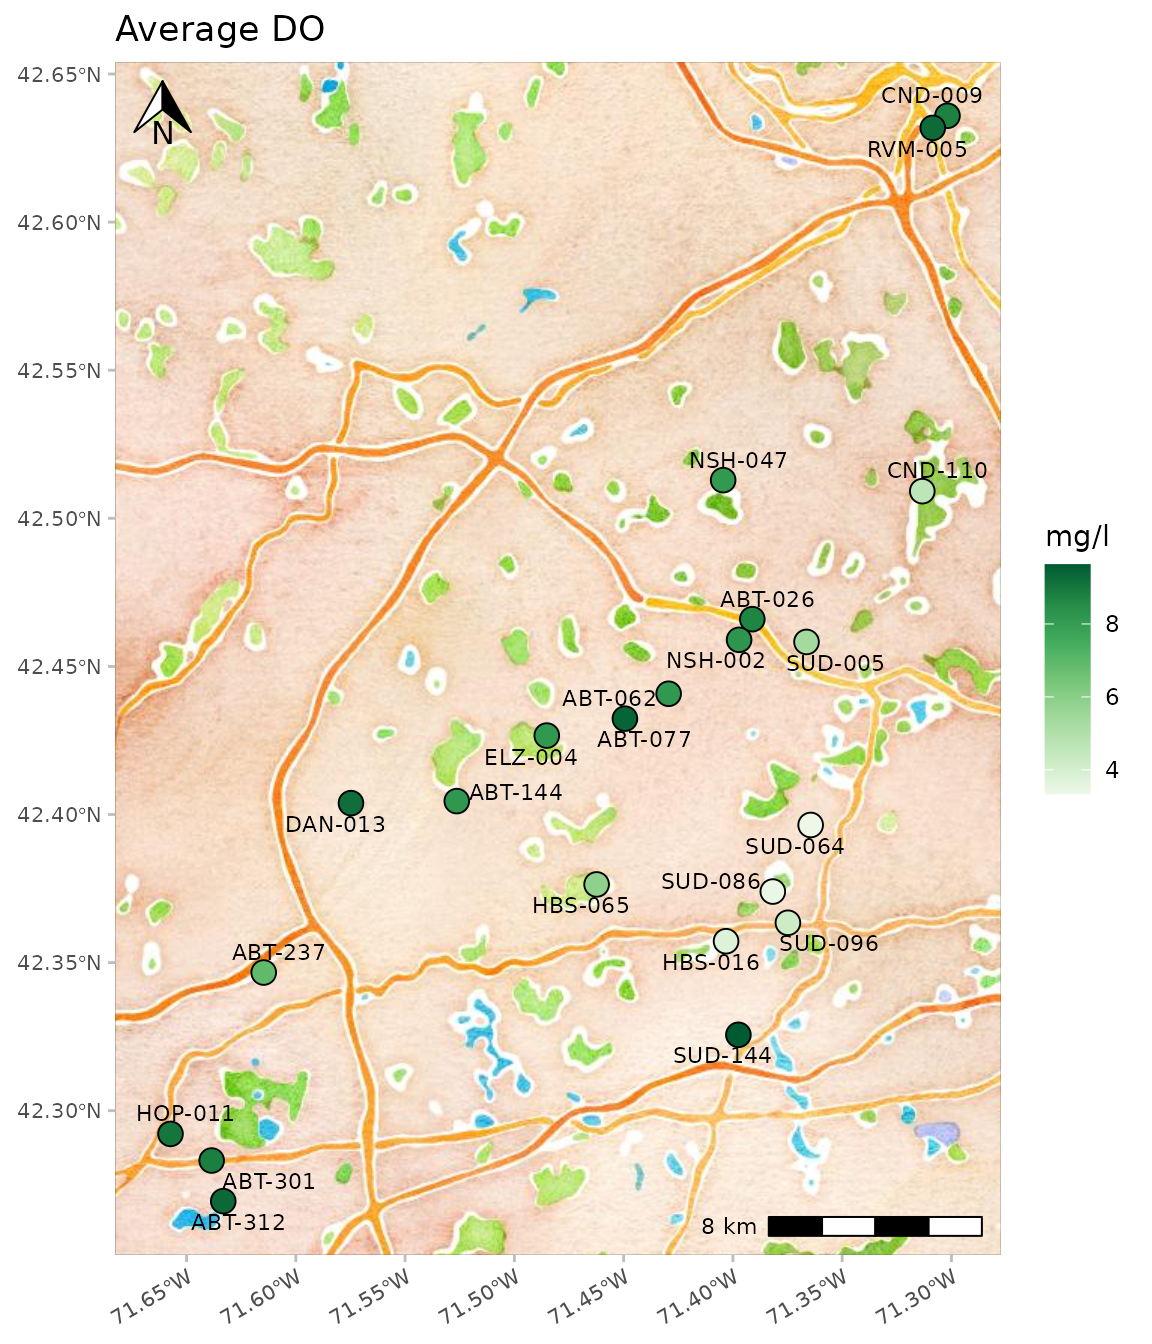 Average DO
42.65°N
42.60°N
42.55°N
42.50°N
42.45°N
42.40°N
42.35°N
42.30°N
N
CND-009
RVM-005
NSH-047
CND-110
ABT-026
NSH-002
SUD-005
ABT-062
ABT-077
ELZ-004
ABT-144
DAN-013
SUD-064
SUD-086
HBS-065
SUD-096
HBS-016
ABT-237
SUD-144
HOP-011
ABT-301
ABT-312
8 km
71.65°W
71.60°W
71.55°W
71.50°W
71.45°W
71.40°W
71.35°W
71.30°W
mg/l
8
6
4